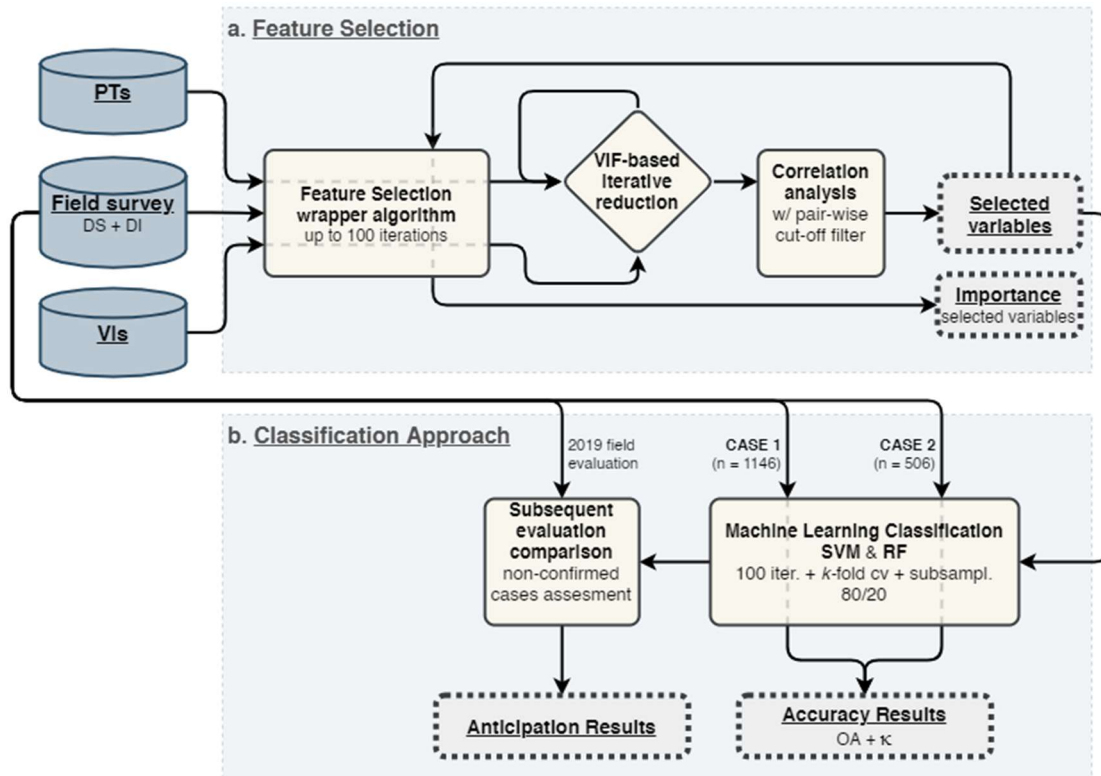 a. Feature Selection
PTs
Field survey
DS + DI
VIs
Feature Selection
wrapper algorithm
up to 100 iterations
VIF-based
iterative
reduction
Correlation
analysis
w/ pair-wise
cut-off filter
Selected
variables
Importance
selected variables
b. Classification Approach
2019 field
evaluation
CASE 1
(n = 1146)
CASE 2
(n = 506)
Subsequent
evaluation
comparison
non-confirmed
cases assesment
Machine Learning Classification
SVM & RF
100 iter. + k-fold cv + subsampl.
80/20
Anticipation Results
Accuracy Results
OA + κ